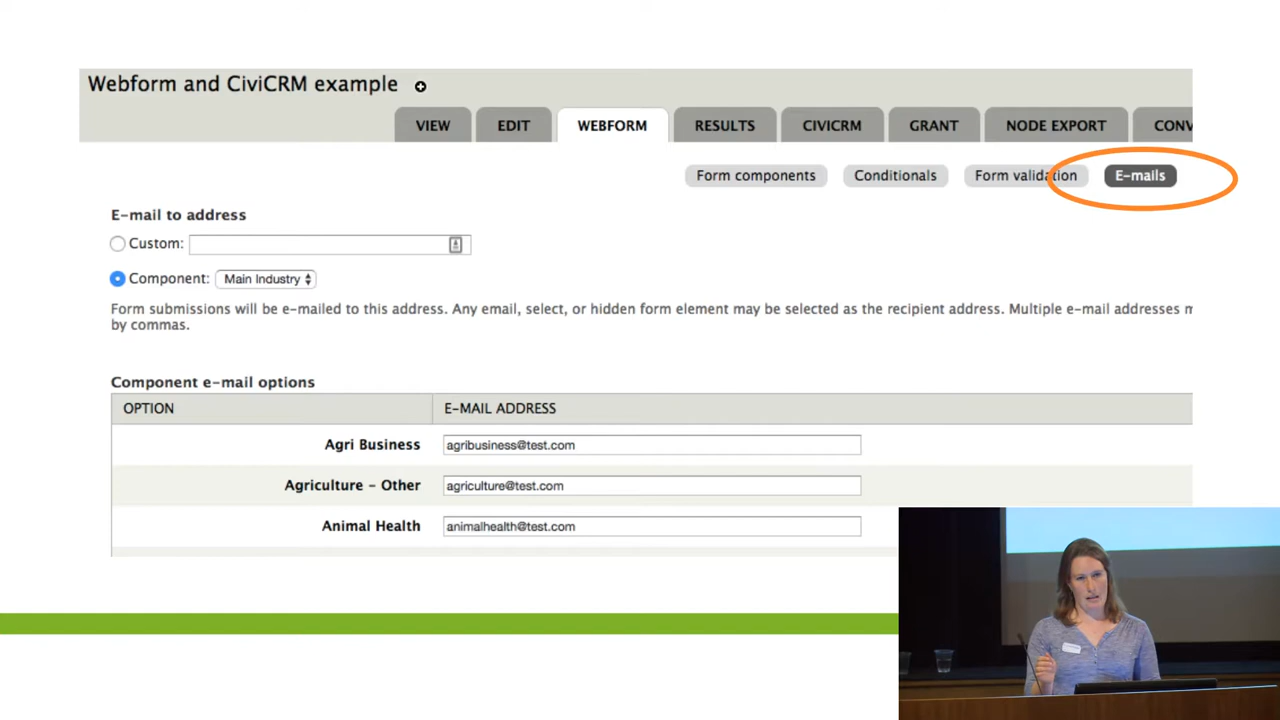 Webform and CiviCRM example
VIEW EDIT WEBFORM RESULTS CIVICRM GRANT NODE EXPORT CONV
Form components Conditionals Form validation E-mails
E-mail to address
Custom:
Component: Main Industry
Form submissions will be e-mailed to this address. Any email, select, or hidden form element may be selected as the recipient address. Multiple e-mail addresses m
by commas.
Component e-mail options
OPTION E-MAIL ADDRESS
Agri Business agribusiness@test.com
Agriculture - Other agriculture@test.com
Animal Health animalhealth@test.com